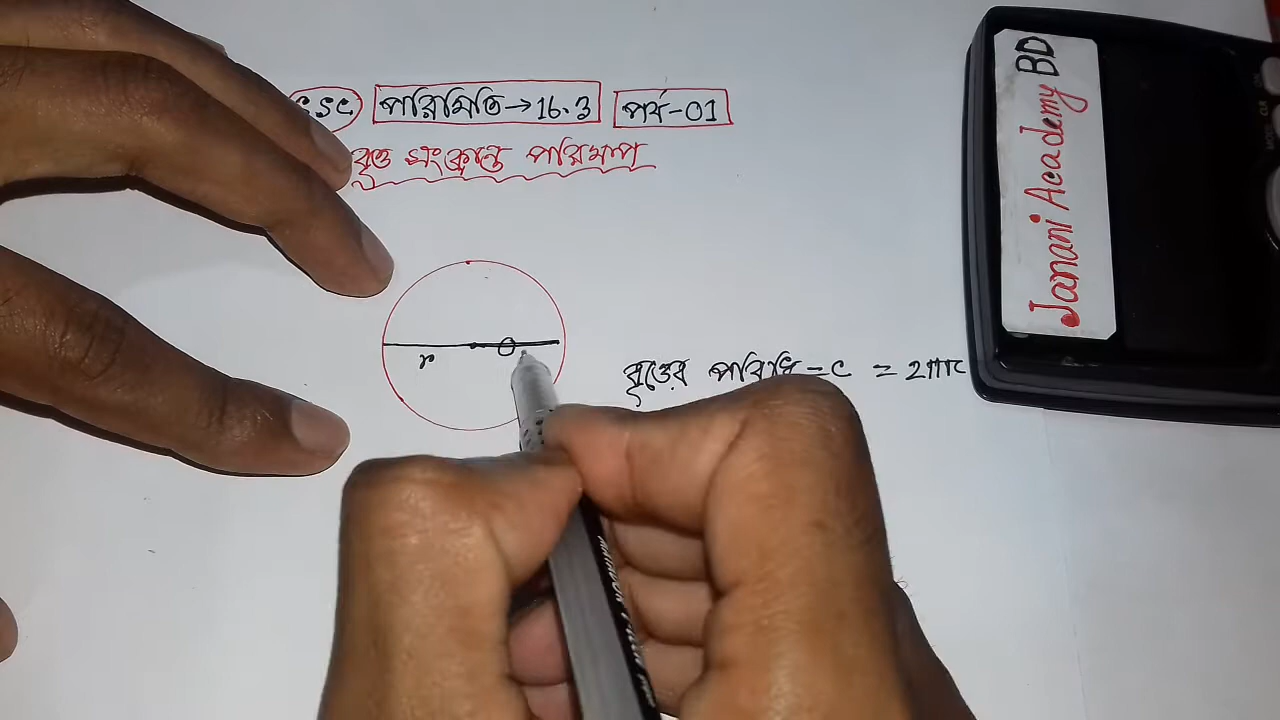 পরিমিতি→16.3 পর্ব-01
বৃত্ত সংক্রান্ত পরিমাপ
r
O
বৃত্তের পরিধি = c = 2πr
Janani Academy BD